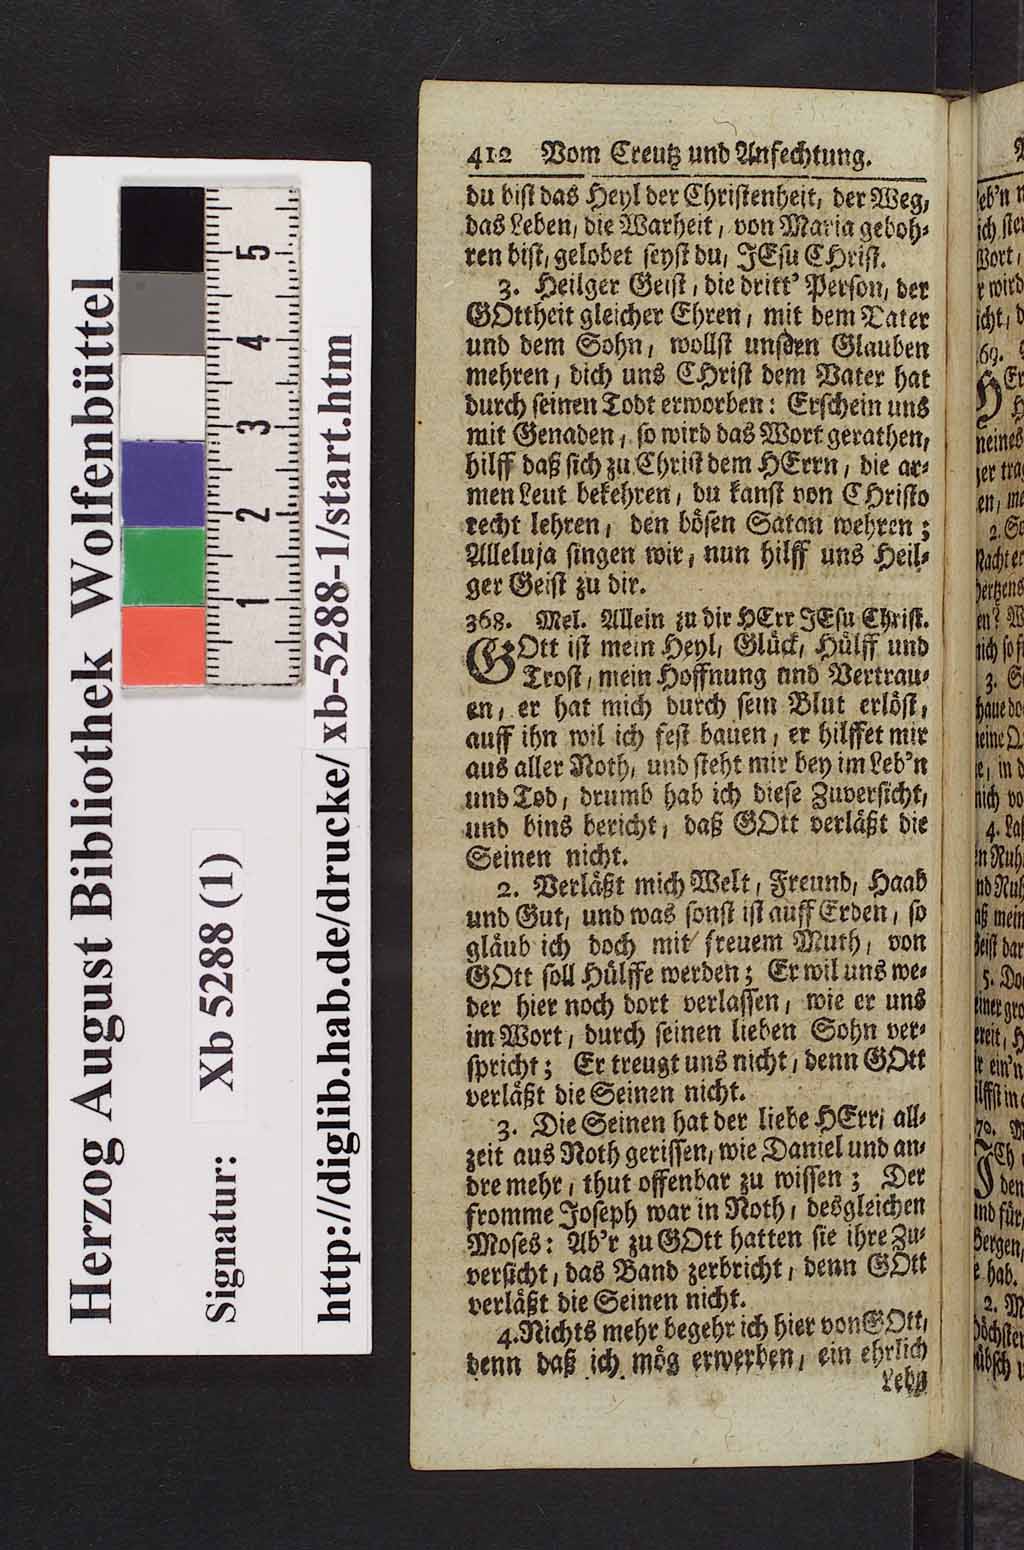 Herzog August Bibliothek Wolfenbüttel
Signatur: Xb 5288 (1)
http://diglib.hab.de/drucke/ xb-5288-1/start.htm
5
4
3
2
1
412 Vom Creutz und Anfechtung.
du bist das Heyl der Christenheit, der Weg,
das Leben, die Warheit, von Maria geboh-
ren bist, gelobet seyst du, JEsu CHrist.
3. Heilger Geist, die dritt' Person, der
GOttheit gleicher Ehren, mit dem Vater
und dem Sohn, wollst uns den Glauben
mehren, dich uns CHrist dem Vater hat
durch seinen Todt erworben: Erschein uns
mit Genaden, so wird das Wort gerathen,
hilff daß sich zu Christ dem HErrn, die ar-
men Leut bekehren, du kanst von CHristo
recht lehren, den bösen Satan wehren;
Alleluja singen wir, nun hilff uns Heil-
ger Geist zu dir.
368. Mel. Allein zu dir HErr JEsu Christ.
GOtt ist mein Heyl, Glück, Hülff und
Trost, mein Hoffnung und Vertrau-
en, er hat mich durch sein Blut erlöst,
auff ihn wil ich fest bauen, er hilffet mir
aus aller Noth, und steht mir bey im Leb'n
und Tod, drumb hab ich diese Zuversicht,
und bins bericht, daß GOtt verläßt die
Seinen nicht.
2. Verläßt mich Welt, Freund, Haab
und Gut, und was sonst ist auff Erden, so
gläub ich doch mit freuem Muth, von
GOtt soll Hülffe werden; Er wil uns we-
der hier noch dort verlassen, wie er uns
im Wort, durch seinen lieben Sohn ver-
spricht; Er treugt uns nicht, denn GOtt
verläßt die Seinen nicht.
3. Die Seinen hat der liebe HErr, all-
zeit aus Noth gerissen, wie Daniel und an-
dre mehr, thut offenbar zu wissen; Der
fromme Joseph war in Noth, desgleichen
Moses: Ab'r zu GOtt hatten sie ihre Zu-
versicht, das Band zerbricht, denn GOtt
verläßt die Seinen nicht.
4. Nichts mehr begehr ich hier von GOtt,
denn daß ich mög erwerben, ein ehrlich
Lebn